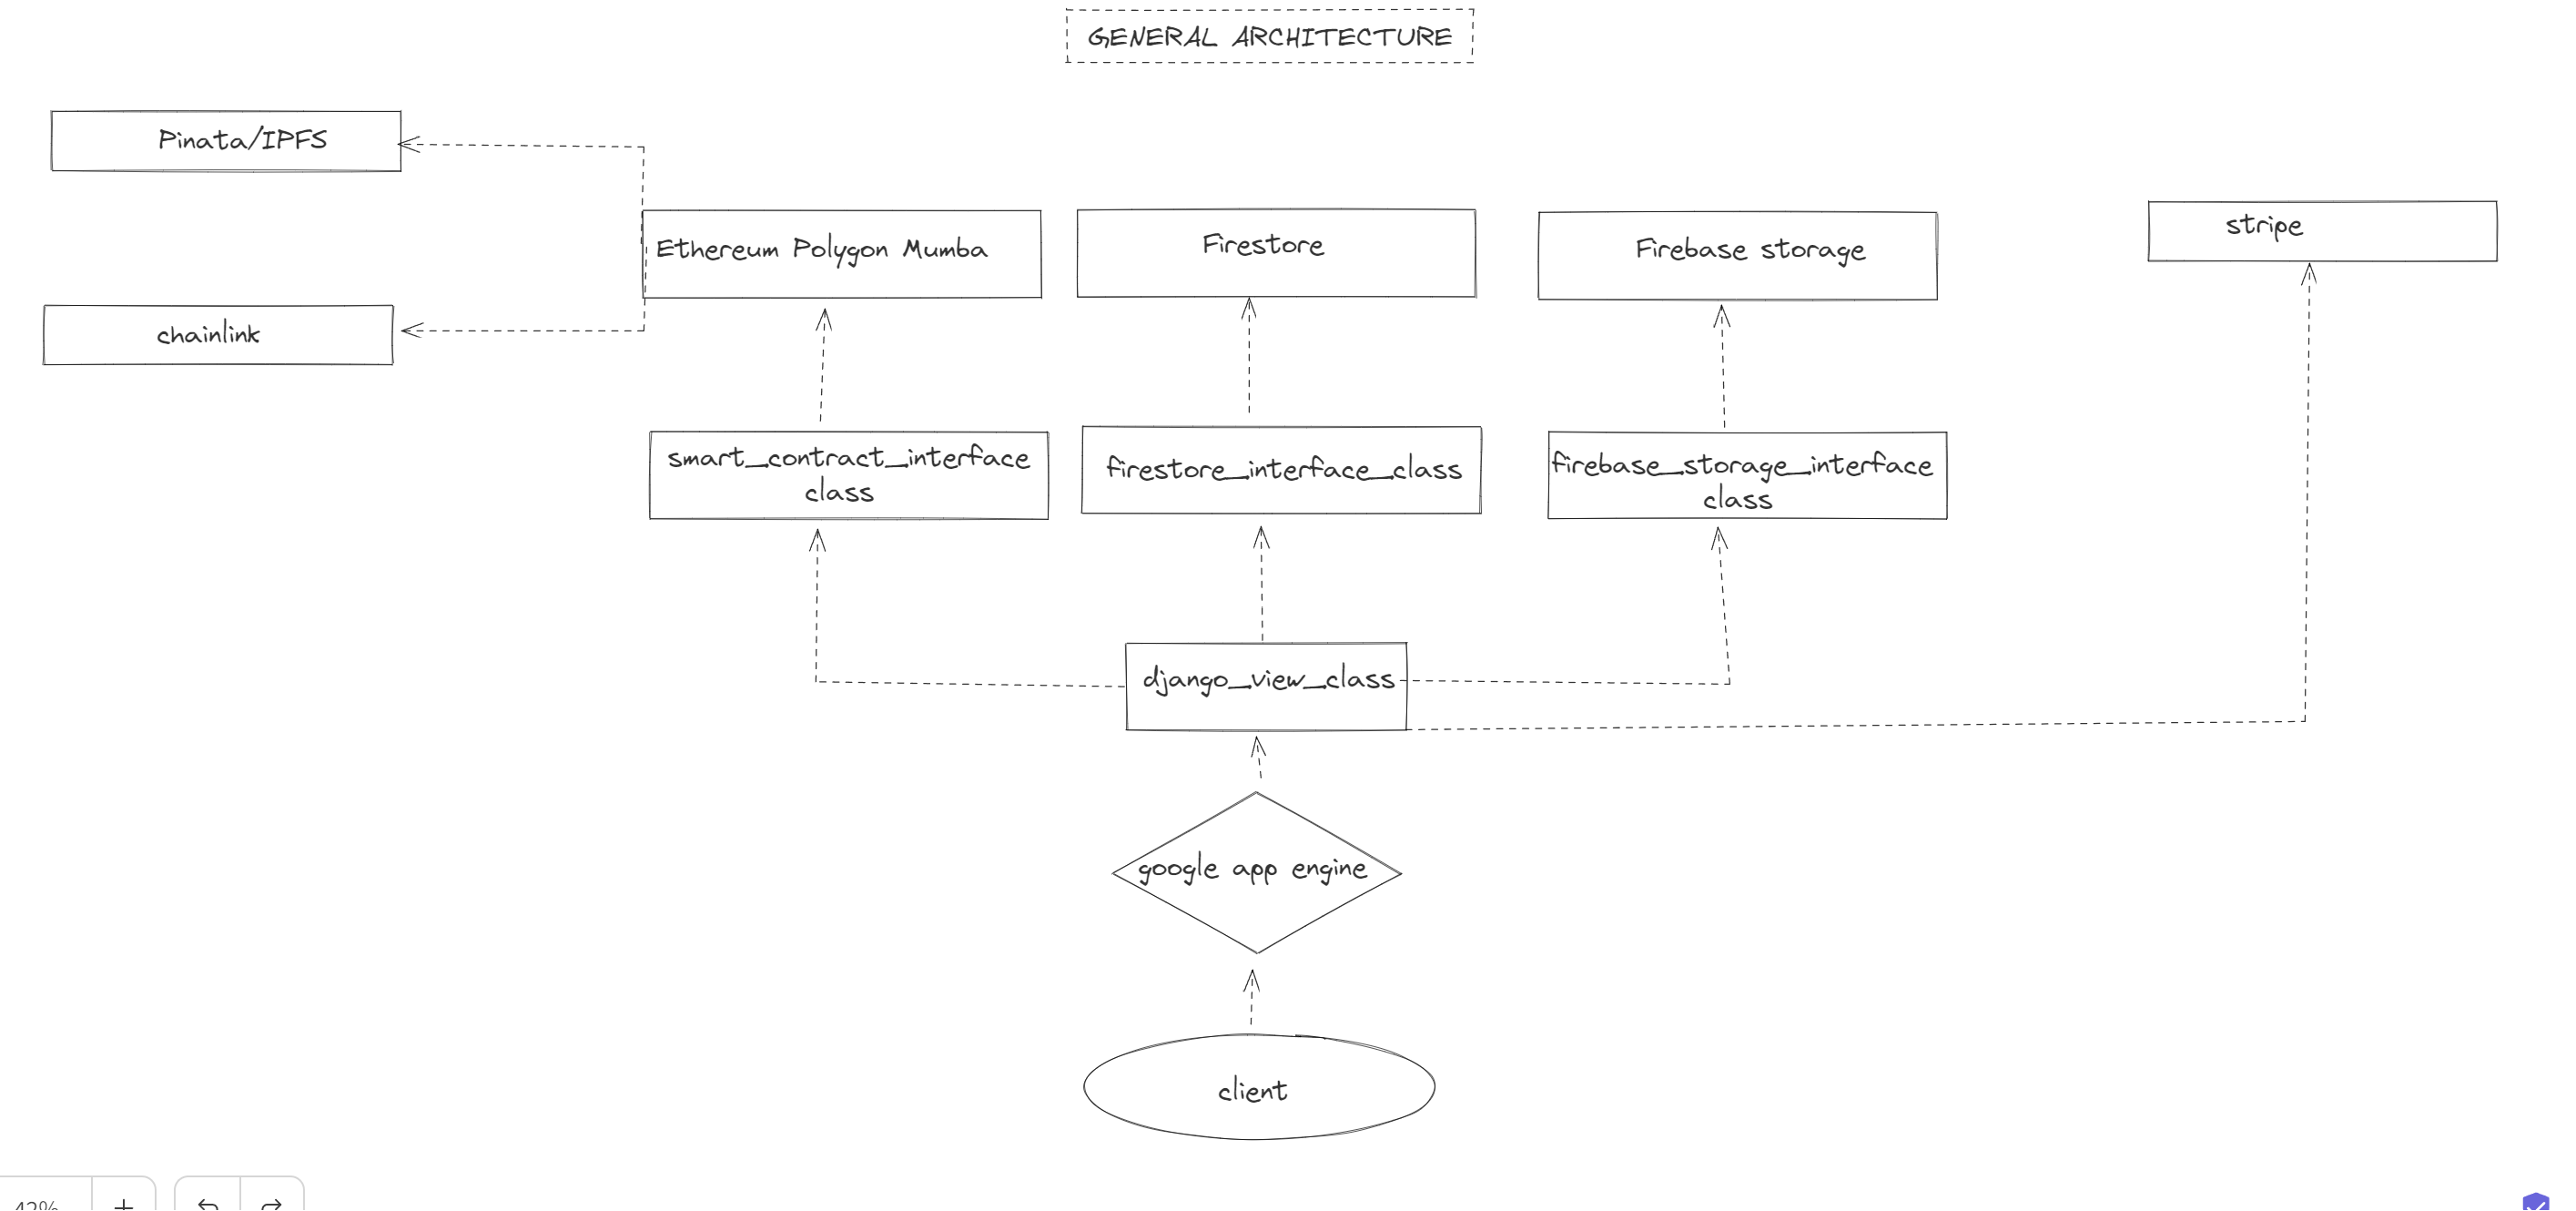 GENERAL ARCHITECTURE
Pinata/IPFS
Ethereum Polygon Mumba
Firestore
Firebase storage
stripe
chainlink
smart_contract_interface
class
firestore_interface_class
firebase_storage_interface
class
django_view_class
google app engine
client